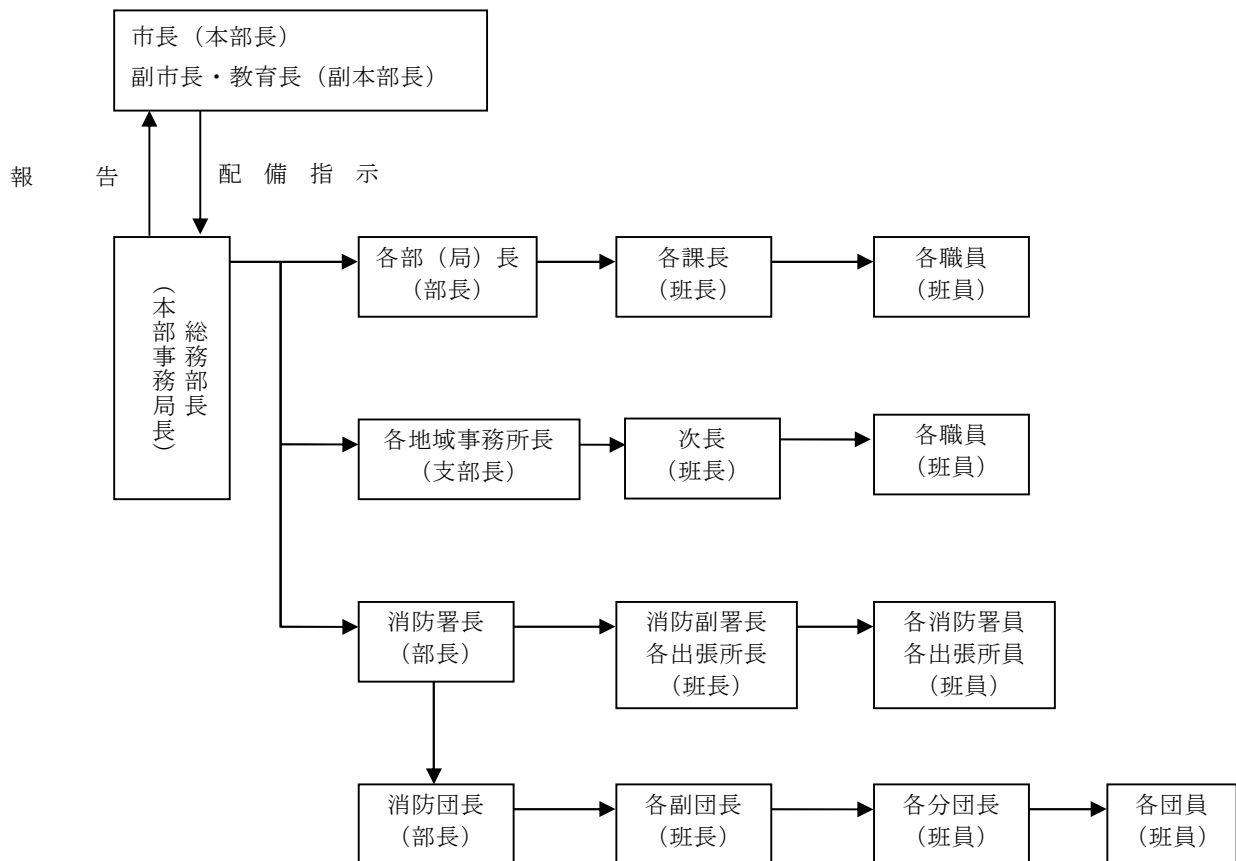 市長（本部長）
副市長・教育長（副本部長）
報　　告
配 備 指 示
総務部長
（本部事務局長）
各部（局）長
（部長）
各課長
（班長）
各職員
（班員）
各地域事務所長
（支部長）
次長
（班長）
各職員
（班員）
消防署長
（部長）
消防副署長
各出張所長
（班長）
各消防署員
各出張所員
（班員）
消防団長
（部長）
各副団長
（班長）
各分団長
（班員）
各団員
（班員）